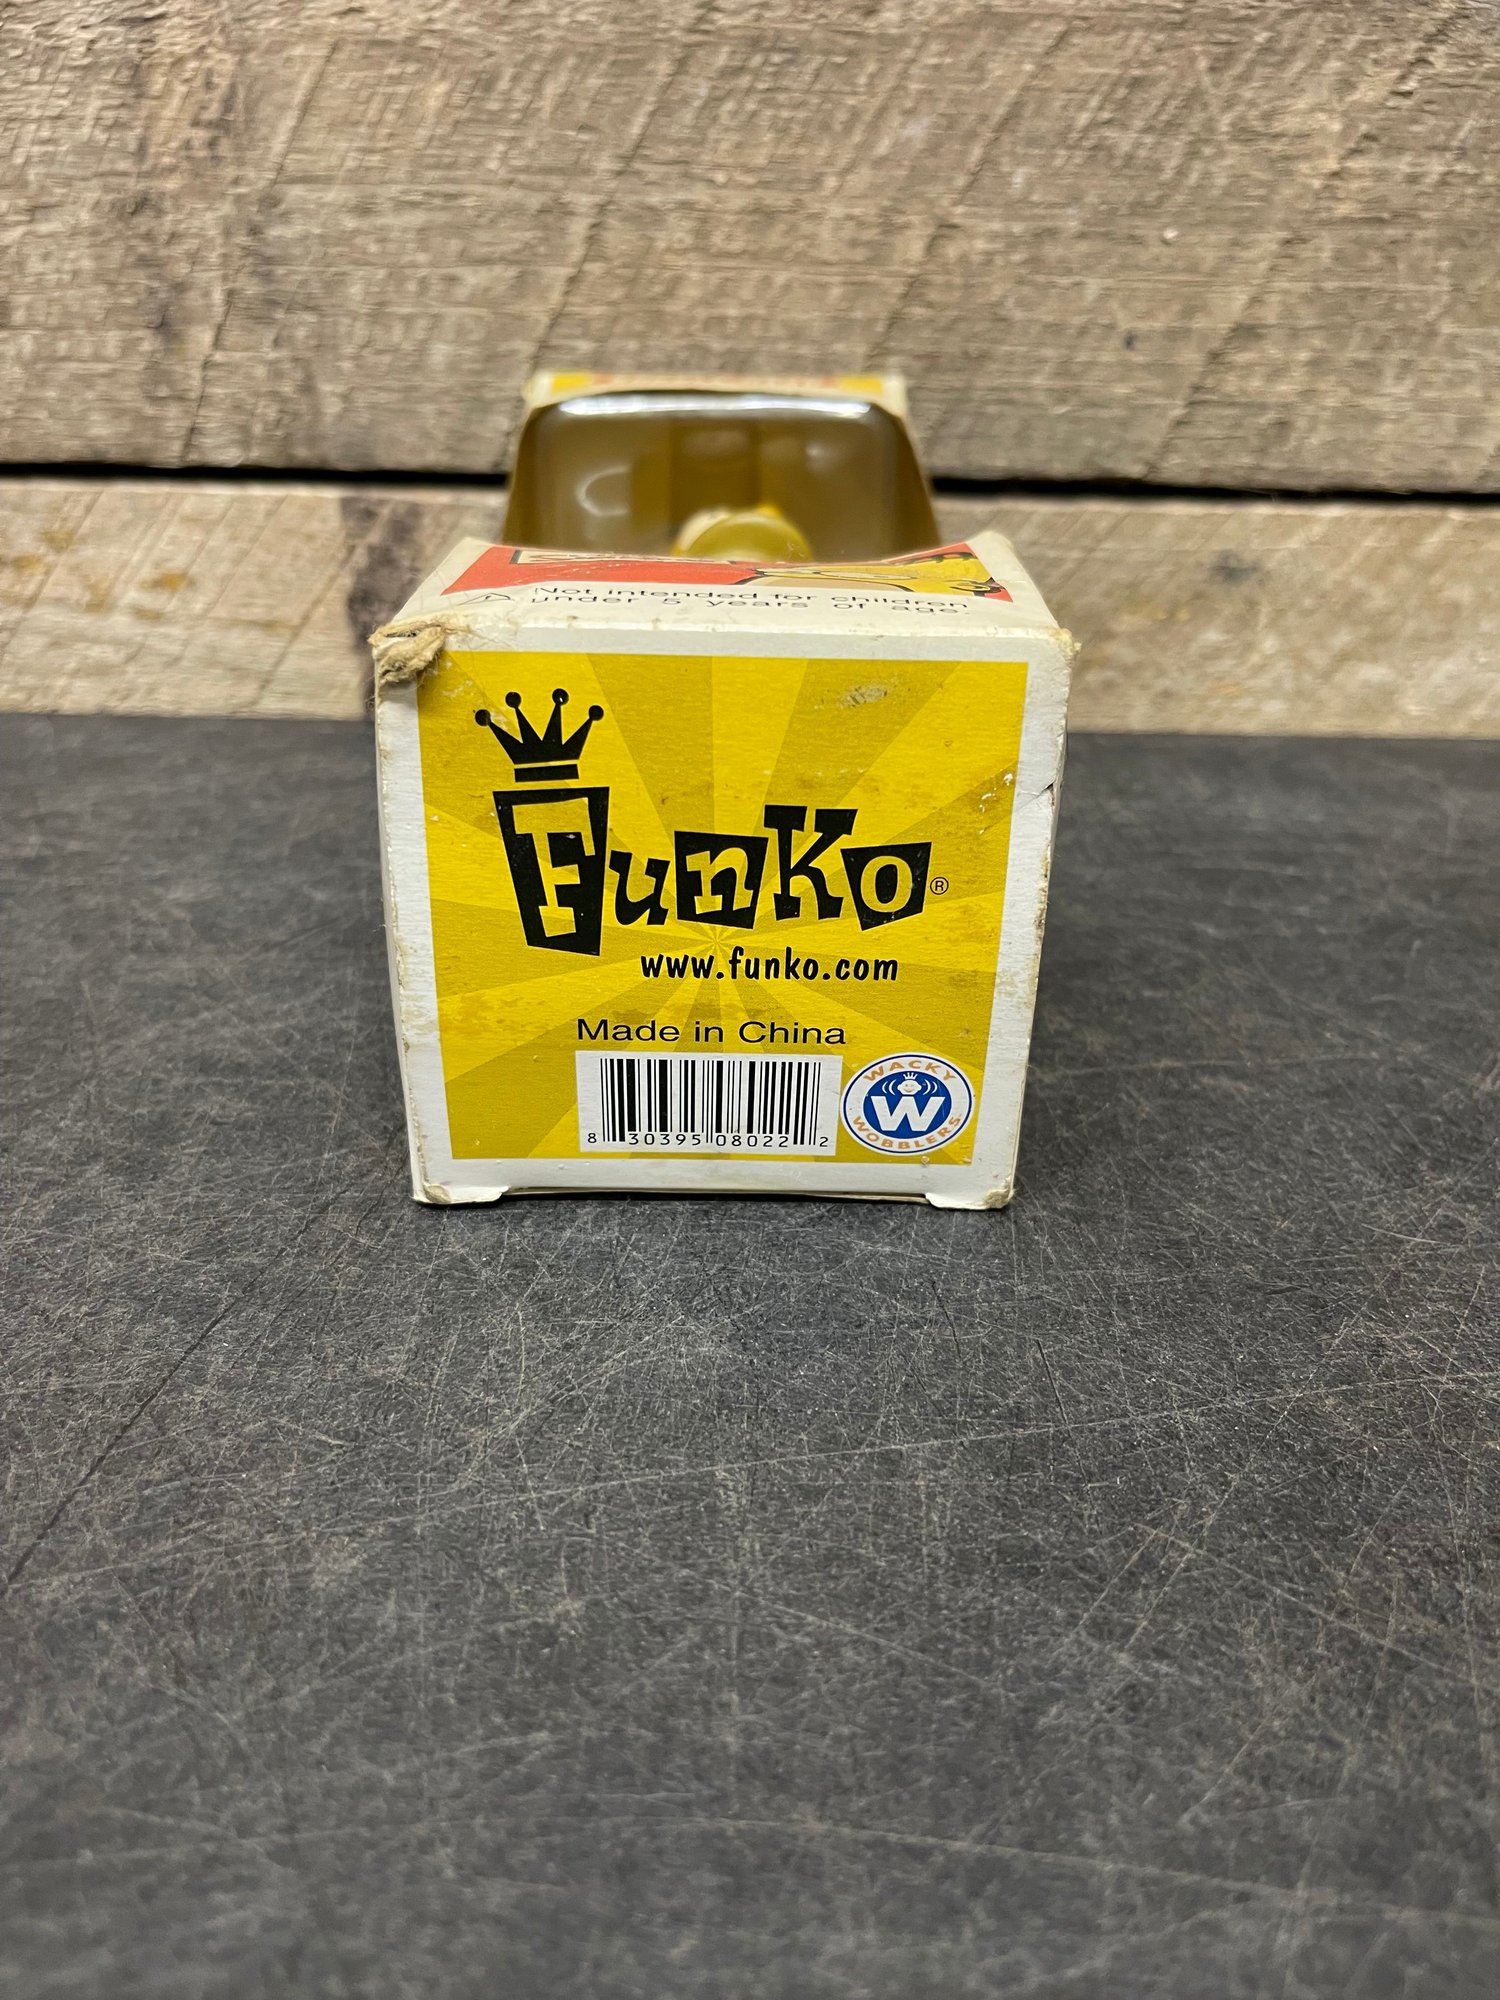 Not intended for children
under 5 years of age
Funko®
www.funko.com
Made in China
8 30395 08022 2
WACKY
W
WOBBLERS